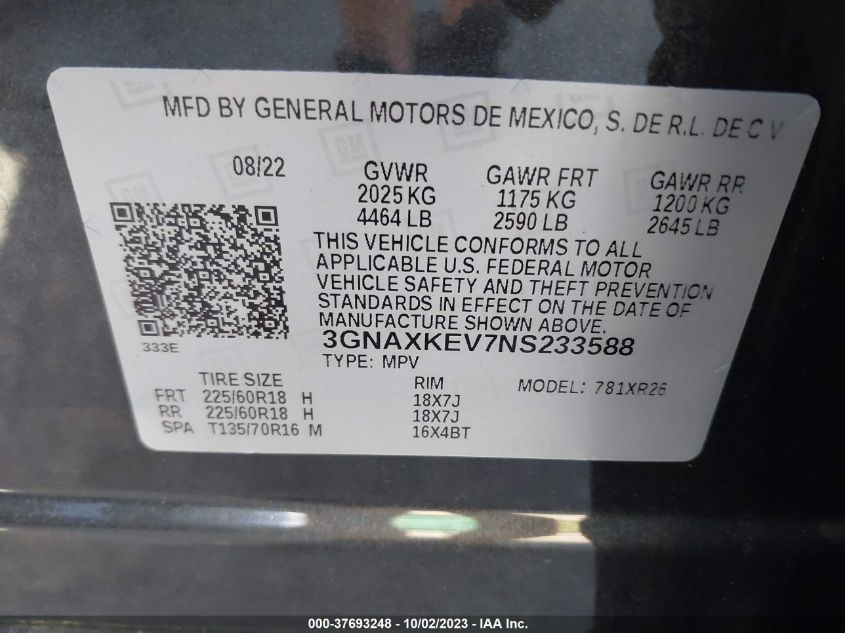 MFD BY GENERAL MOTORS DE MEXICO, S. DE R.L. DE C V
08/22
GVWR
2025 KG
4464 LB
GAWR FRT
1175 KG
2590 LB
GAWR RR
1200 KG
2645 LB
THIS VEHICLE CONFORMS TO ALL
APPLICABLE U.S. FEDERAL MOTOR
VEHICLE SAFETY AND THEFT PREVENTION
STANDARDS IN EFFECT ON THE DATE OF
MANUFACTURE SHOWN ABOVE.
333E
3GNAXKEV7NS233588
TYPE: MPV
TIRE SIZE RIM MODEL: 781XR26
FRT 225/60R18 H 18X7J
RR 225/60R18 H 18X7J
SPA T135/70R16 M 16X4BT
000-37693248 - 10/02/2023 - IAA Inc.